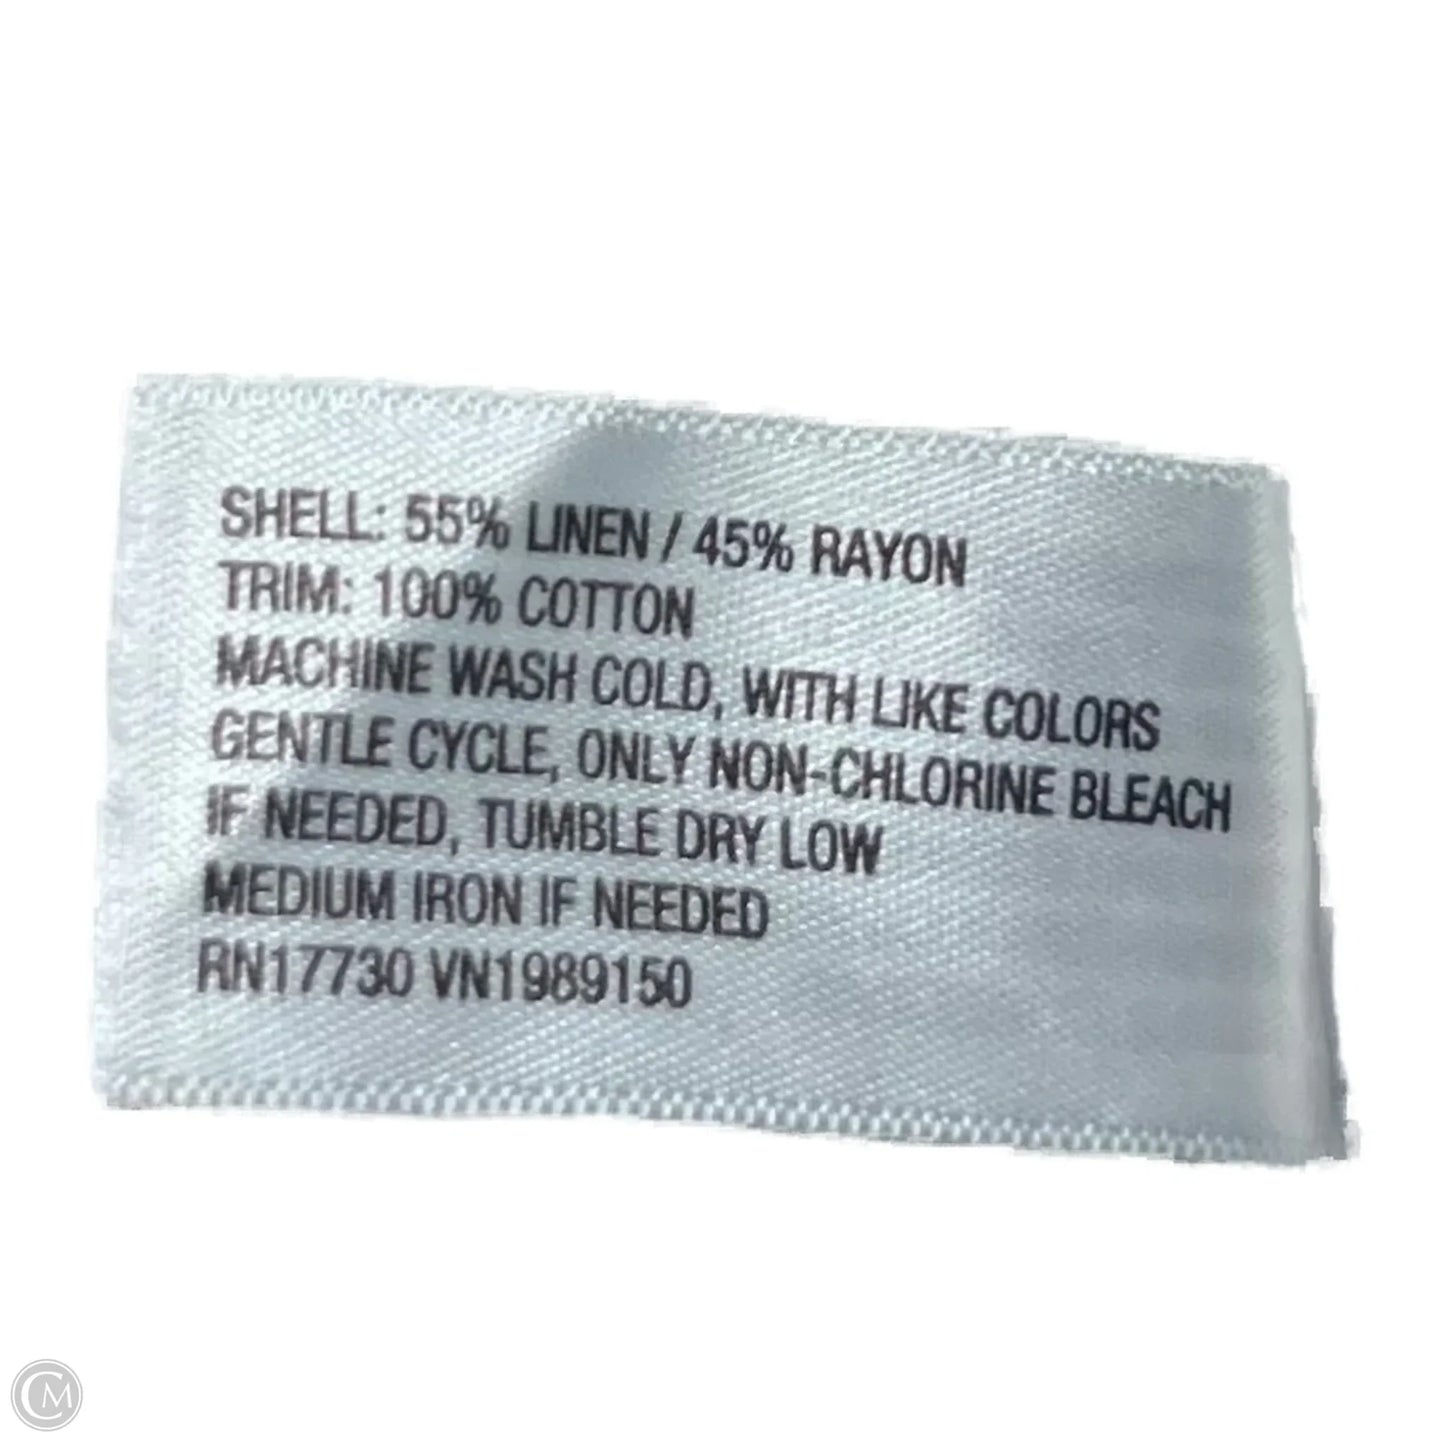 SHELL: 55% LINEN / 45% RAYON
TRIM: 100% COTTON
MACHINE WASH COLD, WITH LIKE COLORS
GENTLE CYCLE, ONLY NON-CHLORINE BLEACH
IF NEEDED, TUMBLE DRY LOW
MEDIUM IRON IF NEEDED
RN17730 VN1989150
CM